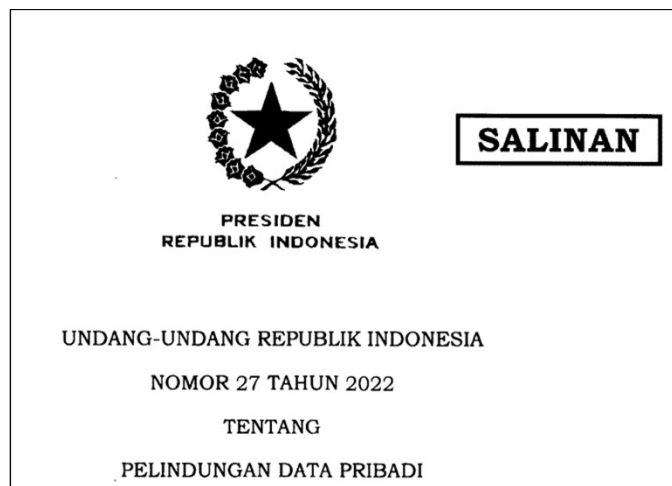 SALINAN
PRESIDEN
REPUBLIK INDONESIA
UNDANG-UNDANG REPUBLIK INDONESIA
NOMOR 27 TAHUN 2022
TENTANG
PELINDUNGAN DATA PRIBADI